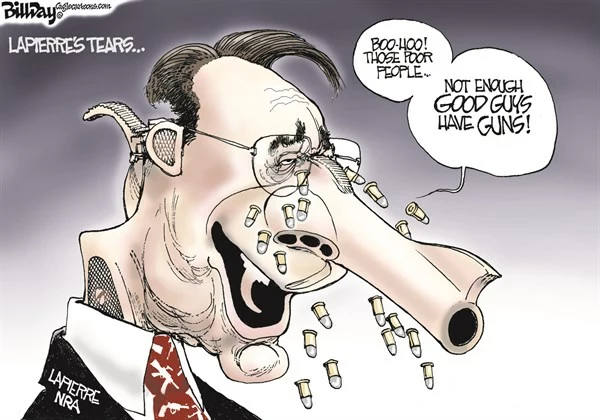 BillDay
©Caglecartoons.com
LAPIERRE'S TEARS...
BOO-HOO!
THOSE POOR
PEOPLE...
NOT ENOUGH
GOOD GUYS
HAVE GUNS!
LAPIERRE
NRA